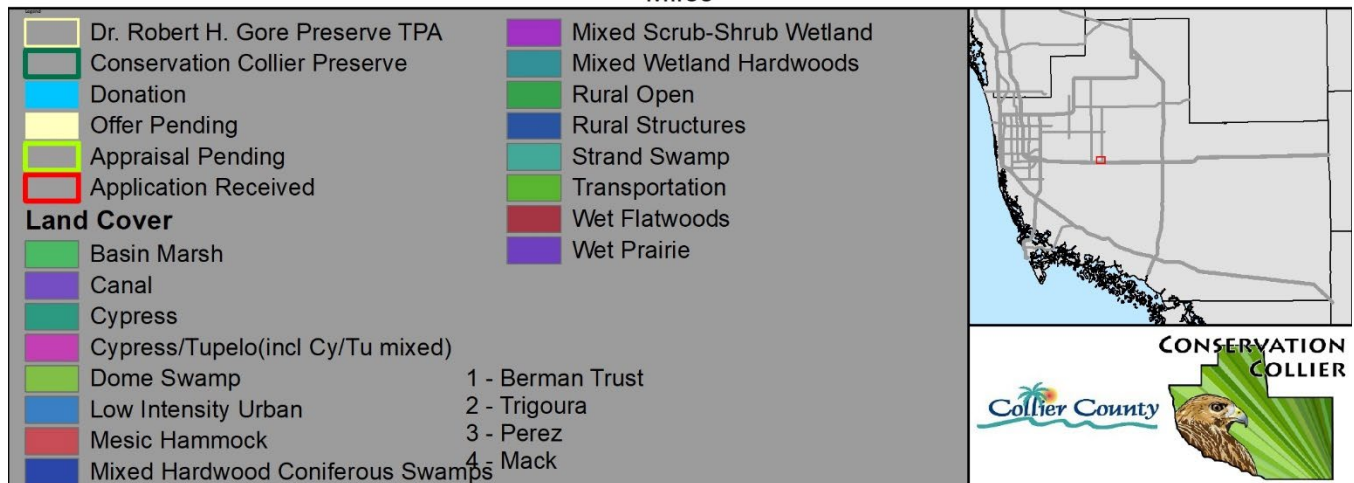 Dr. Robert H. Gore Preserve TPA
Conservation Collier Preserve
Donation
Offer Pending
Appraisal Pending
Application Received
Land Cover
Basin Marsh
Canal
Cypress
Cypress/Tupelo(incl Cy/Tu mixed)
Dome Swamp
Low Intensity Urban
Mesic Hammock
Mixed Hardwood Coniferous Swamps
Mixed Scrub-Shrub Wetland
Mixed Wetland Hardwoods
Rural Open
Rural Structures
Strand Swamp
Transportation
Wet Flatwoods
Wet Prairie
1 - Berman Trust
2 - Trigoura
3 - Perez
4 - Mack
Collier County
CONSERVATION
COLLIER